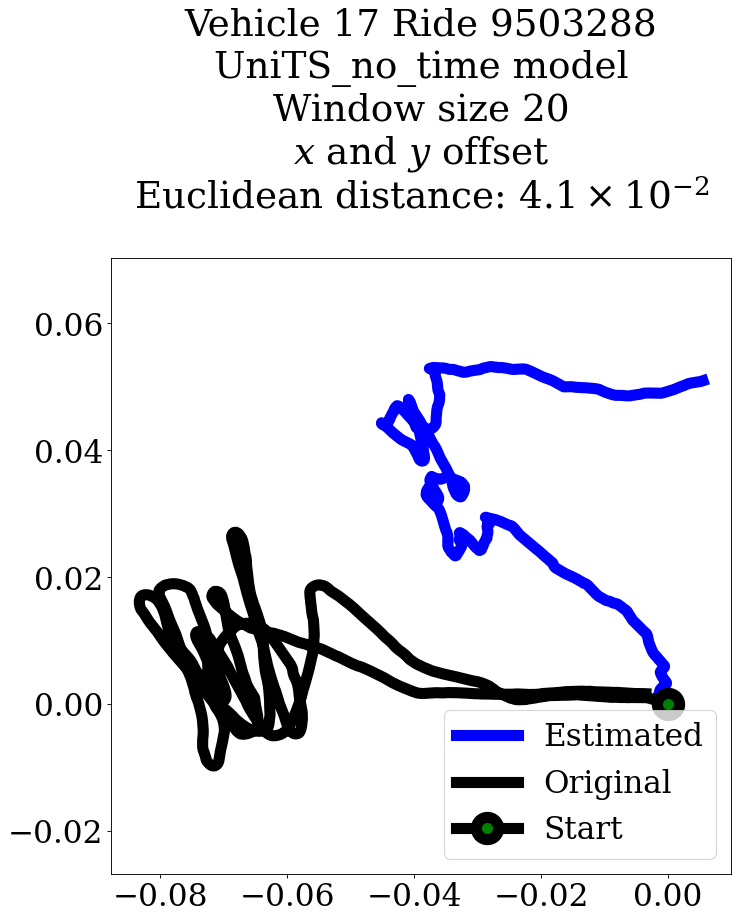 Vehicle 17 Ride 9503288
UniTS_no_time model
Window size 20
x and y offset
Euclidean distance: 4.1 × 10⁻²
0.06
0.04
0.02
0.00
−0.02
Estimated
Original
Start
−0.08 −0.06 −0.04 −0.02 0.00